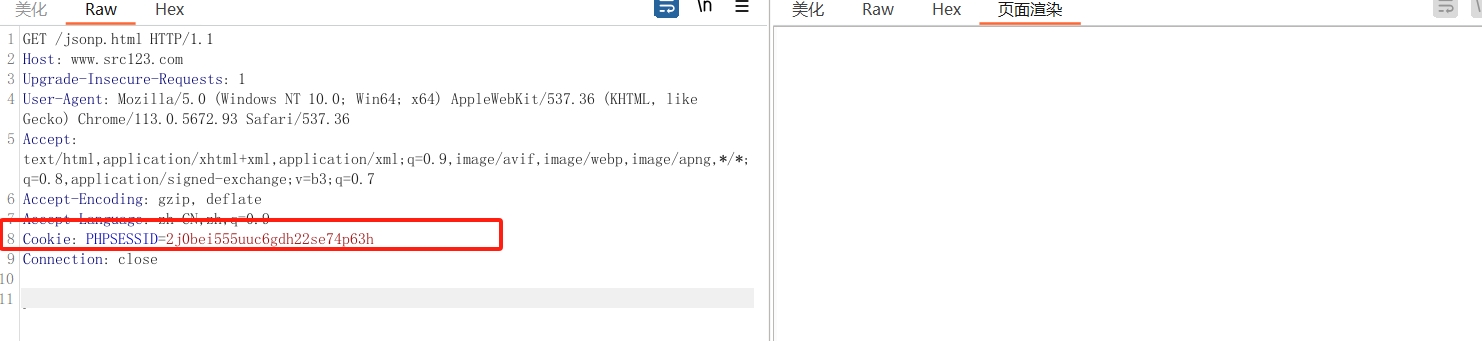 美化 Raw Hex \n 美化 Raw Hex 页面渲染
1 GET /jsonp.html HTTP/1.1
2 Host: www.src123.com
3 Upgrade-Insecure-Requests: 1
4 User-Agent: Mozilla/5.0 (Windows NT 10.0; Win64; x64) AppleWebKit/537.36 (KHTML, like
Gecko) Chrome/113.0.5672.93 Safari/537.36
5 Accept:
text/html,application/xhtml+xml,application/xml;q=0.9,image/avif,image/webp,image/apng,*/*;
q=0.8,application/signed-exchange;v=b3;q=0.7
6 Accept-Encoding: gzip, deflate
7 Accept-Language: zh-CN,zh;q=0.9
8 Cookie: PHPSESSID=2j0bei555uuc6gdh22se74p63h
9 Connection: close
10
11